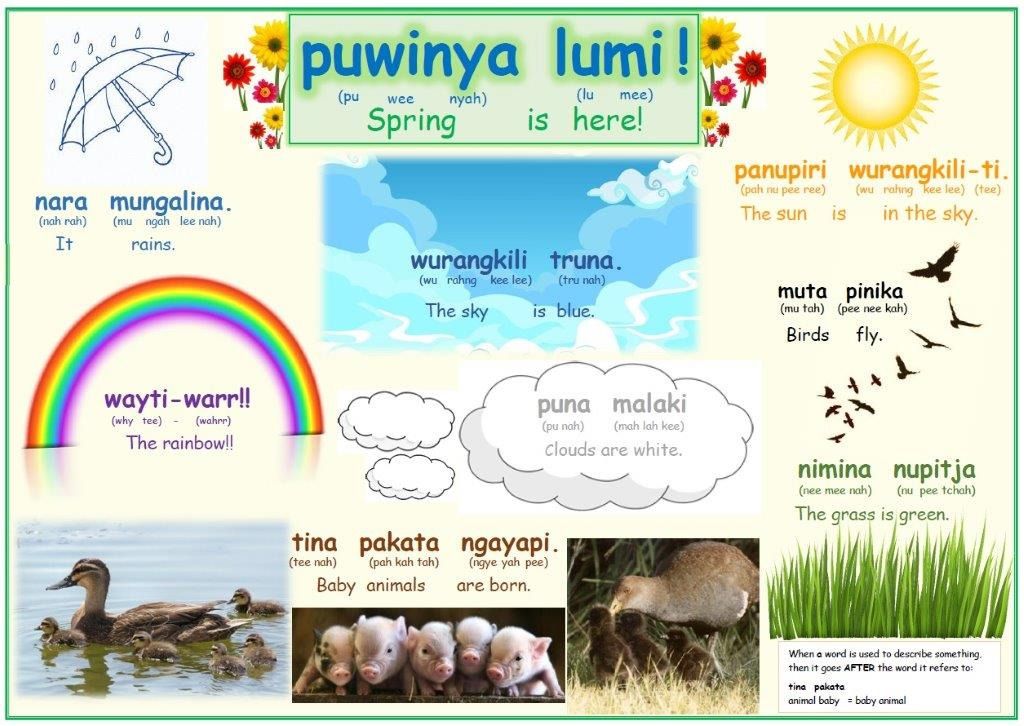 puwinya lumi!
(pu wee nyah) (lu mee)
Spring is here!
nara mungalina.
(nah rah) (mu ngah lee nah)
It rains.
wurangkili truna.
(wu rahng kee lee) (tru nah)
The sky is blue.
panupiri wurangkili-ti.
(pah nu pee ree) (wu rahng kee lee) (tee)
The sun is in the sky.
muta pinika
(mu tah) (pee nee kah)
Birds fly.
wayti-warr!!
(why tee) - (wahrr)
The rainbow!!
puna malaki
(pu nah) (mah lah kee)
Clouds are white.
nimina nupitja
(nee mee nah) (nu pee tchah)
The grass is green.
tina pakata ngayapi.
(tee nah) (pah kah tah) (ngye yah pee)
Baby animals are born.
When a word is used to describe something,
then it goes AFTER the word it refers to:
tina pakata
animal baby = baby animal